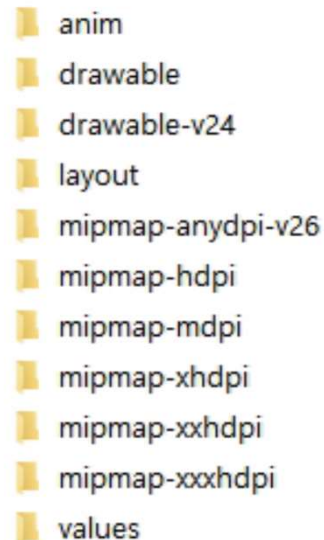 anim
drawable
drawable-v24
layout
mipmap-anydpi-v26
mipmap-hdpi
mipmap-mdpi
mipmap-xhdpi
mipmap-xxhdpi
mipmap-xxxhdpi
values